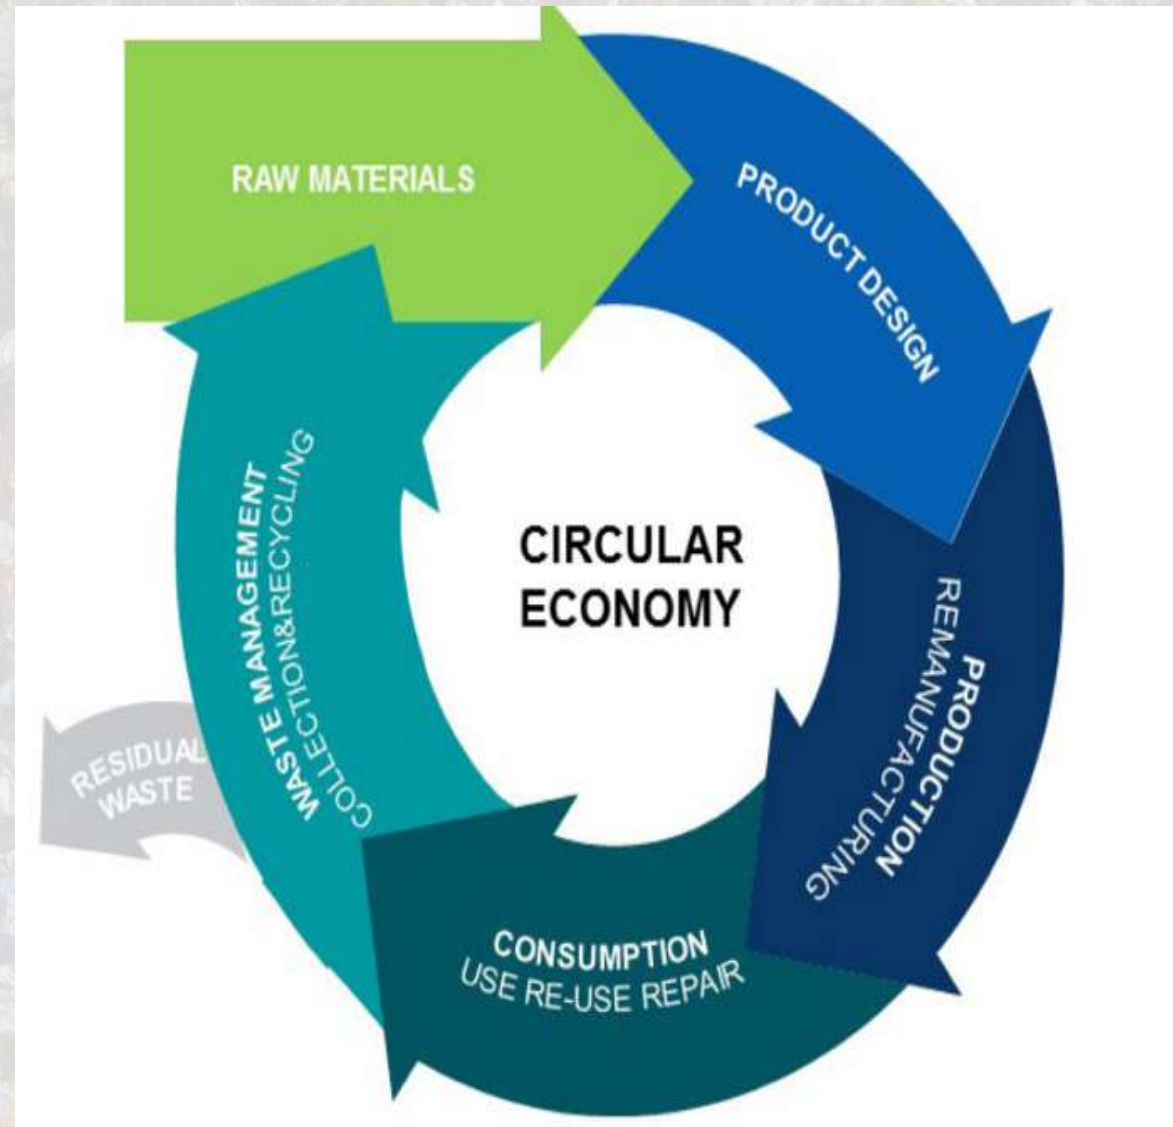 RAW MATERIALS
PRODUCT DESIGN
PRODUCTION
REMANUFACTURING
CONSUMPTION
USE RE-USE REPAIR
WASTE MANAGEMENT
COLLECTION&RECYCLING
RESIDUAL
WASTE
CIRCULAR
ECONOMY